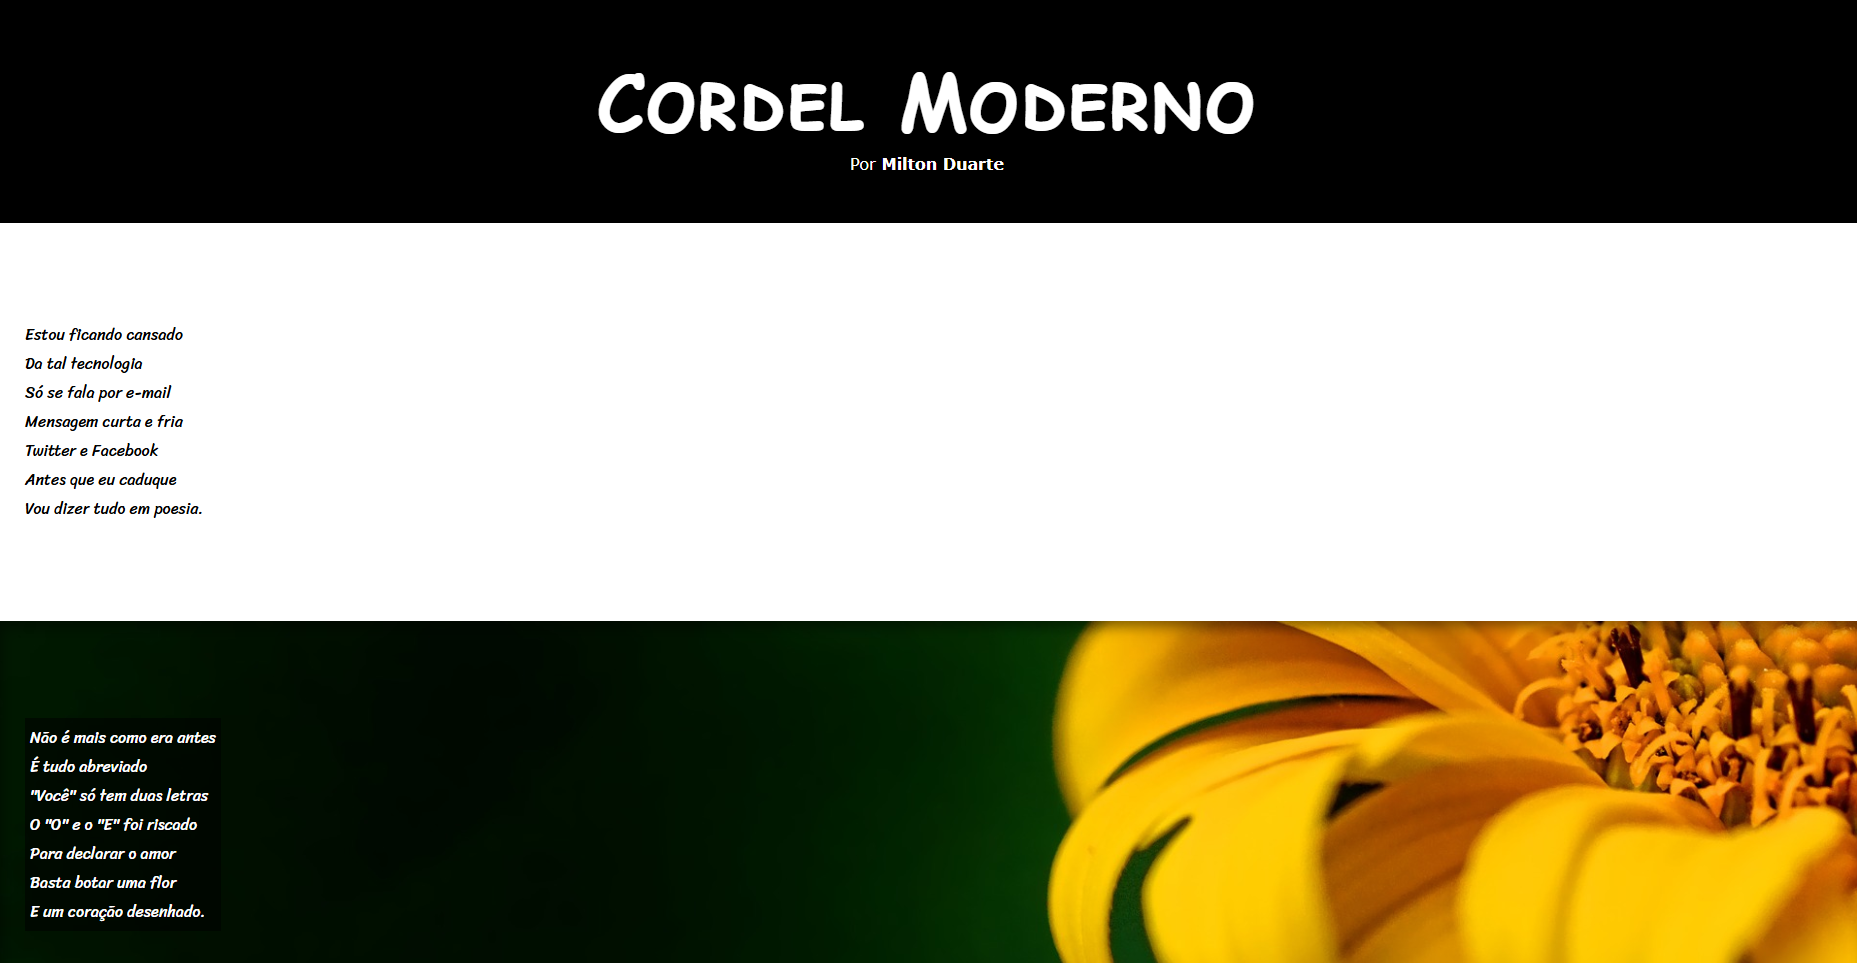 Cordel Moderno
Por Milton Duarte
Estou ficando cansado
Da tal tecnologia
Só se fala por e-mail
Mensagem curta e fria
Twitter e Facebook
Antes que eu caduque
Vou dizer tudo em poesia.
Não é mais como era antes
É tudo abreviado
"Você" só tem duas letras
O "O" e o "E" foi riscado
Para declarar o amor
Basta botar uma flor
E um coração desenhado.